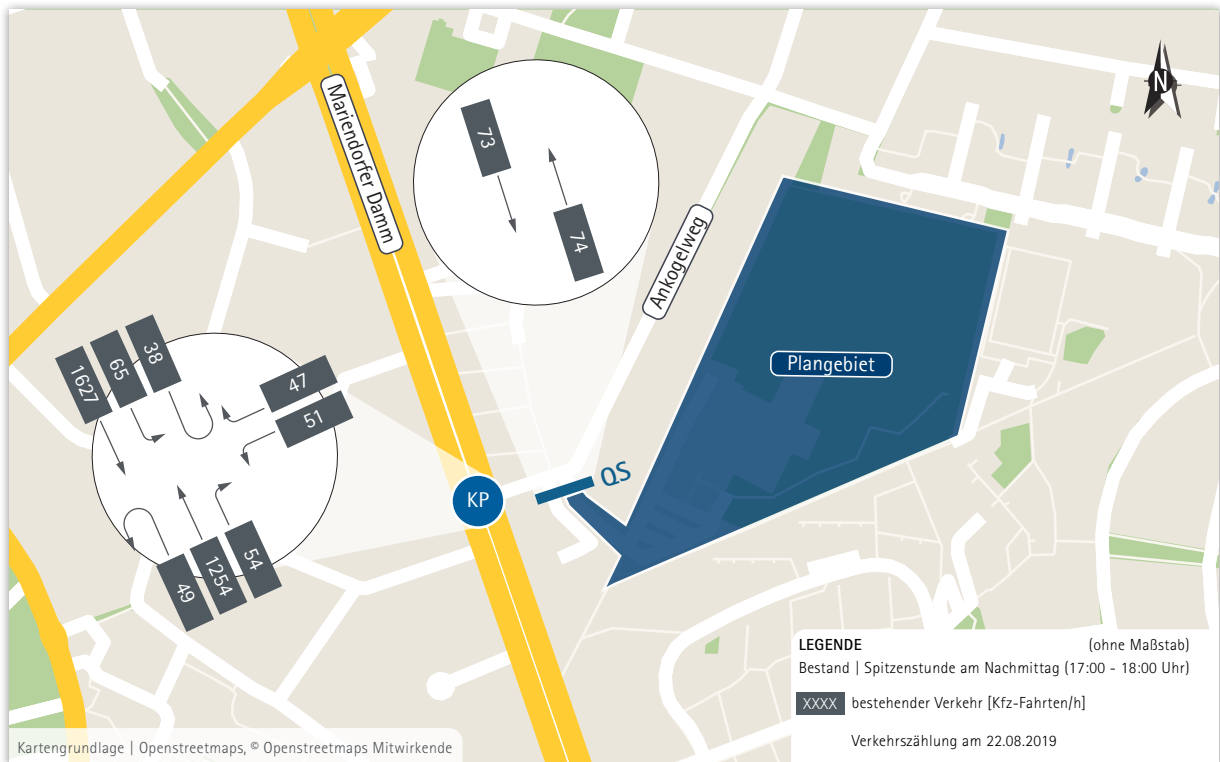 N
Mariendorfer Damm
73
74
Ankogelweg
Plangebiet
38
65
1627
47
51
49
1254
54
KP
QS
LEGENDE (ohne Maßstab)
Bestand | Spitzenstunde am Nachmittag (17:00 - 18:00 Uhr)
XXXX bestehender Verkehr [Kfz-Fahrten/h]
Verkehrszählung am 22.08.2019
Kartengrundlage | Openstreetmaps, © Openstreetmaps Mitwirkende